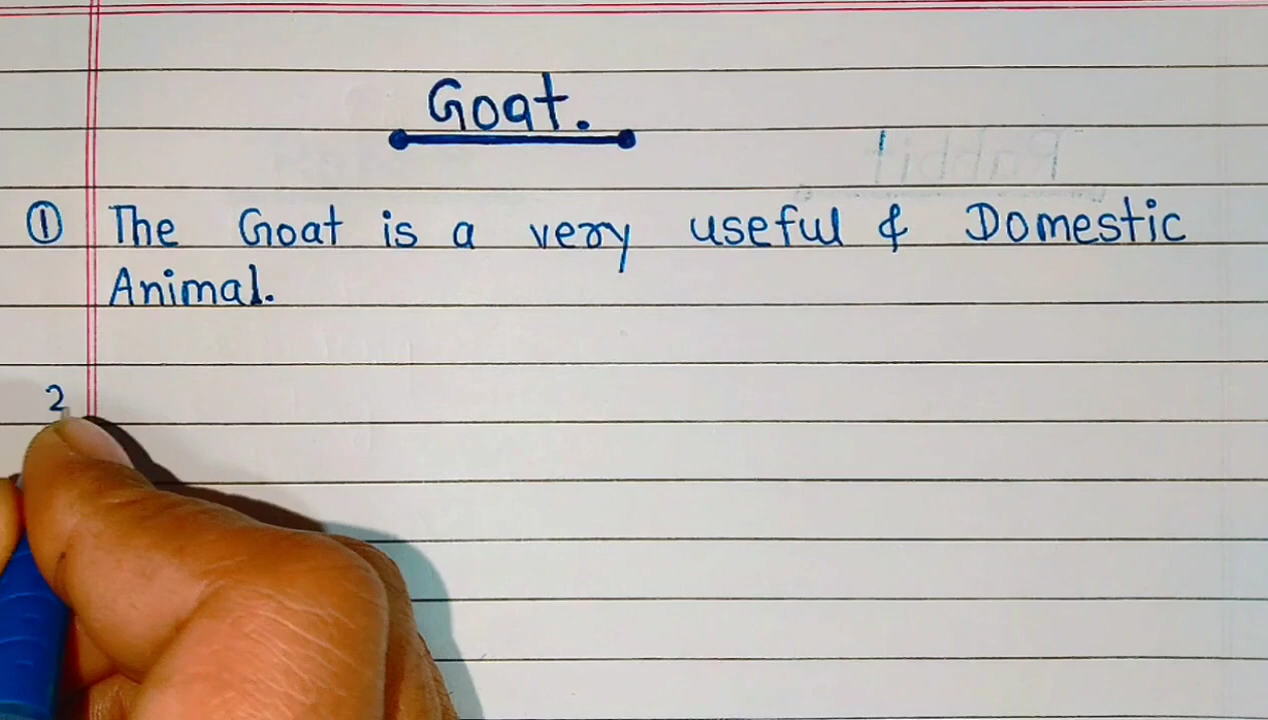 Goat.
① The Goat is a very useful & Domestic
Animal.
2